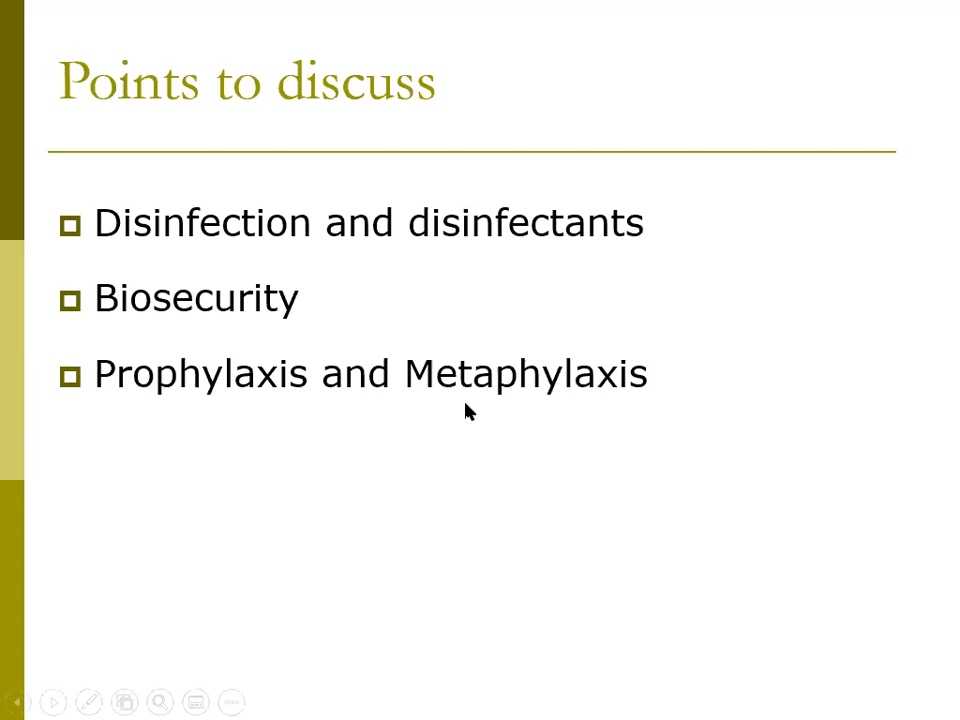 Points to discuss
Disinfection and disinfectants
Biosecurity
Prophylaxis and Metaphylaxis